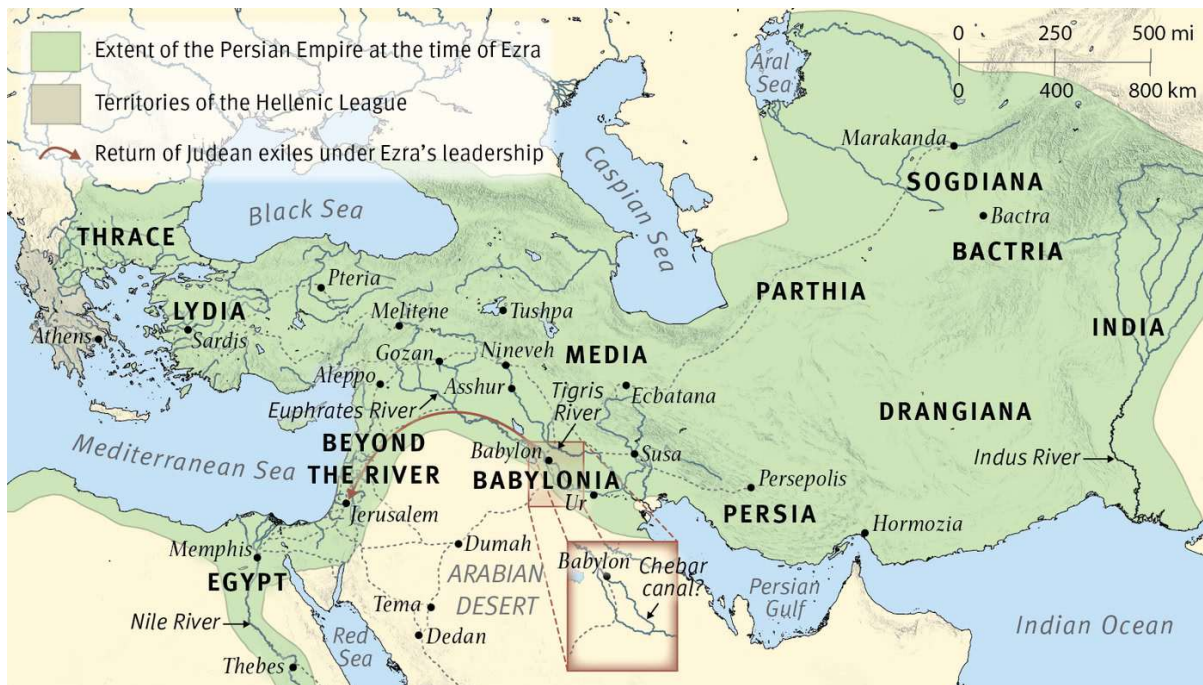 Extent of the Persian Empire at the time of Ezra
Territories of the Hellenic League
Return of Judean exiles under Ezra's leadership
0 250 500 mi
0 400 800 km
Aral
Sea
Caspian Sea
Black Sea
Marakanda
SOGDIANA
Bactra
BACTRIA
THRACE
Pteria
LYDIA
Sardis
Melitene
Tushpa
PARTHIA
INDIA
Athens
Gozan
Nineveh
MEDIA
Aleppo
Asshur
Tigris
River
Ecbatana
Euphrates River
DRANGIANA
Mediterranean Sea
BEYOND
THE RIVER
Babylon
BABYLONIA
Susa
Indus River
Ur
Persepolis
PERSIA
Jerusalem
Hormozia
Memphis
EGYPT
Dumah
ARABIAN
DESERT
Babylon
Chebar
canal?
Persian
Gulf
Tema
Dedan
Nile River
Red
Sea
Indian Ocean
Thebes